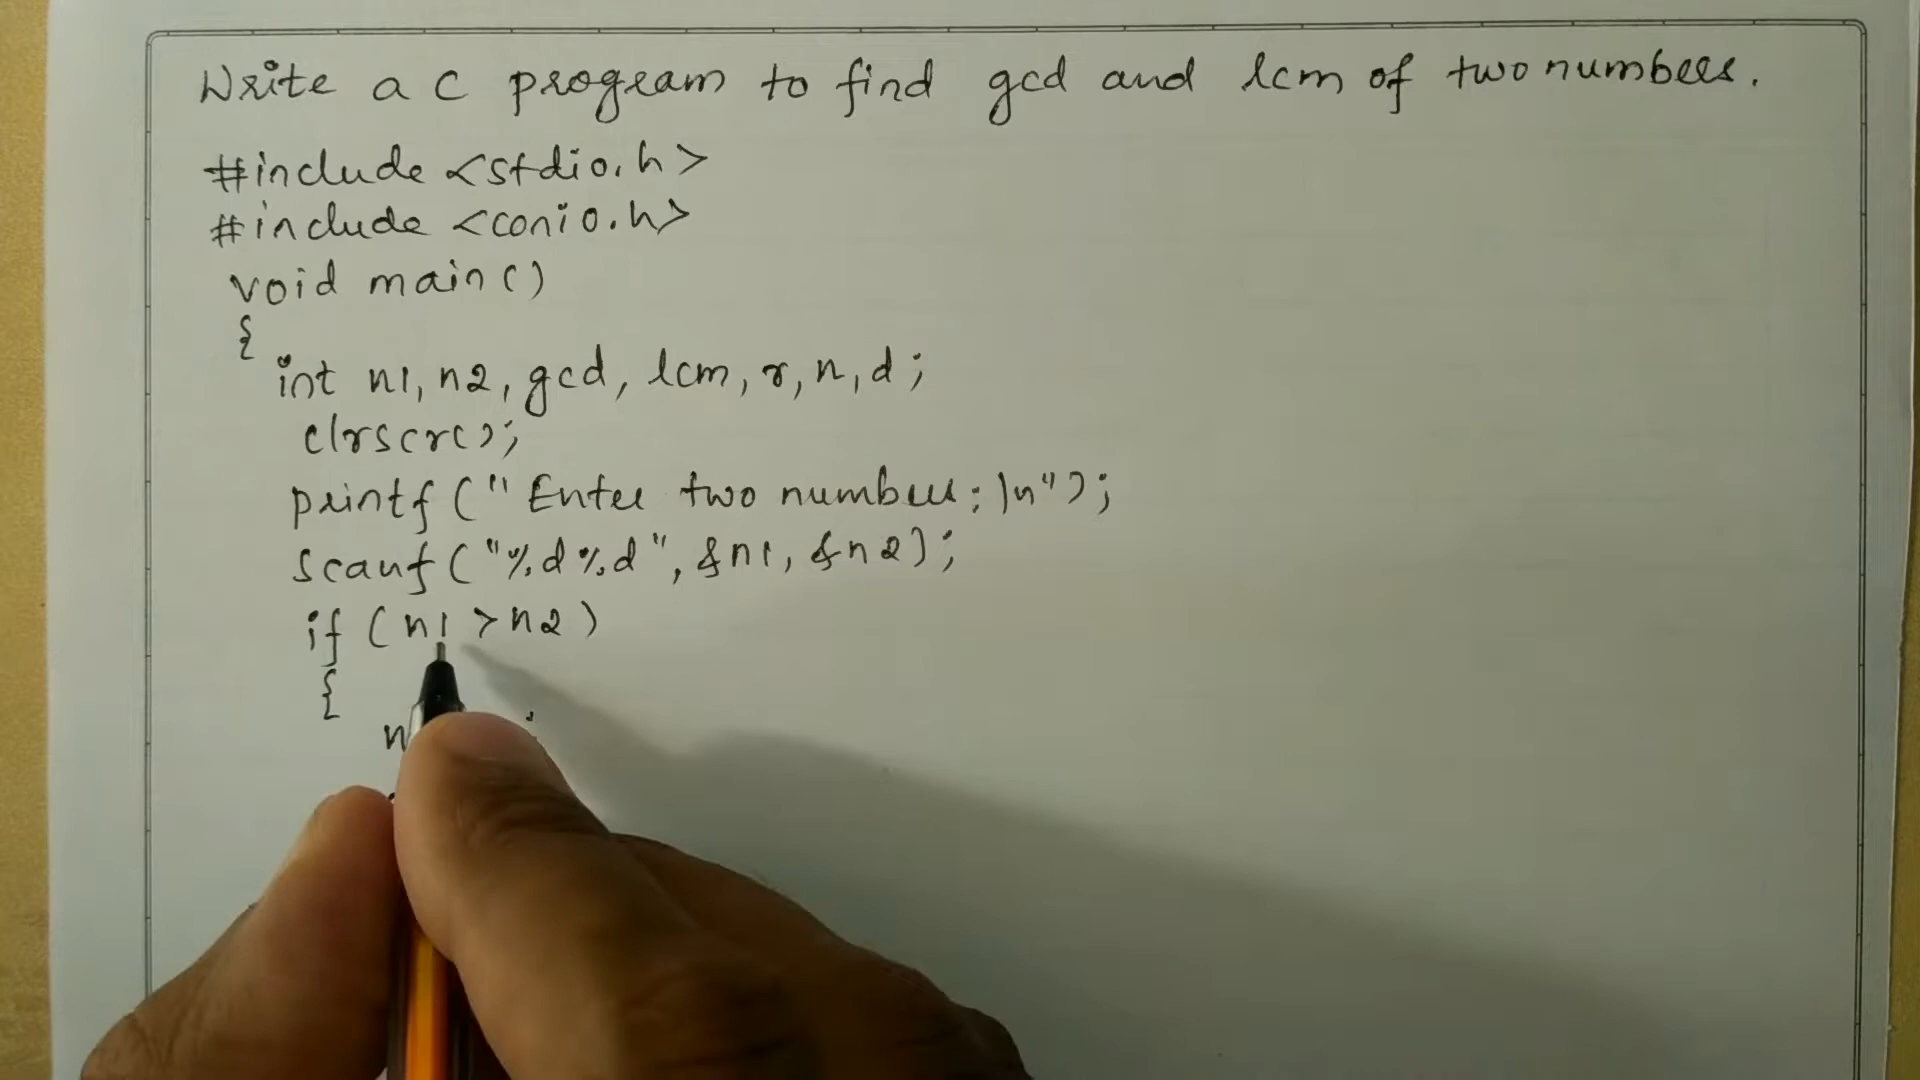 Write a C program to find gcd and lcm of two numbers.
#include <stdio.h>
#include <conio.h>
void main()
{
int n1, n2, gcd, lcm, r, n, d;
clrscr();
printf("Enter two numbers: \n");
scanf("%d%d", &n1, &n2);
if (n1 >n2)
{
n